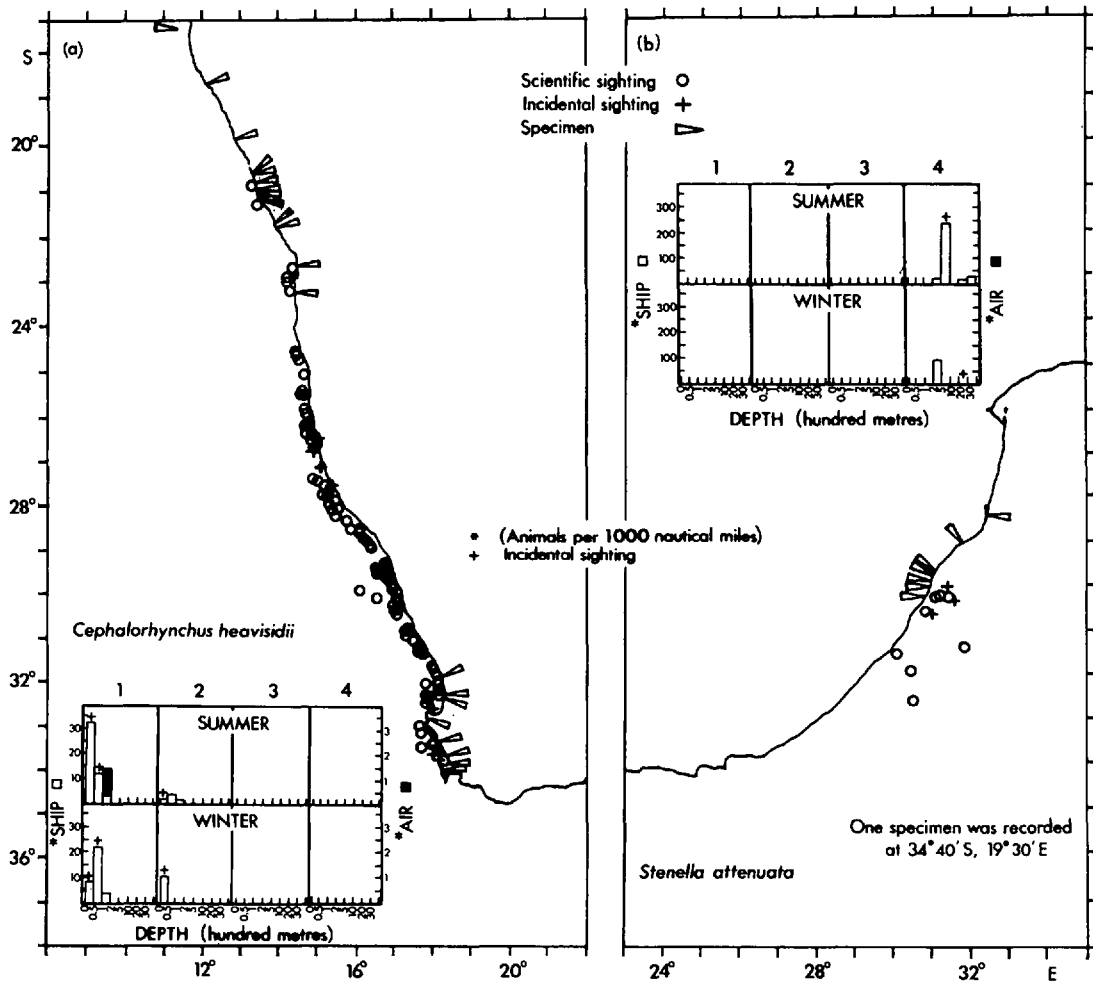 (a)
S
20°
24°
28°
32°
36°
12°
16°
20°
Cephalorhynchus heavisidii
1 2 3 4
SUMMER
30
20
10
3
2
1
WINTER
30
20
10
3
2
1
*SHIP
*AIR
DEPTH (hundred metres)
Scientific sighting
Incidental sighting +
Specimen
* (Animals per 1000 nautical miles)
+ Incidental sighting
(b)
1 2 3 4
SUMMER
300
200
100
WINTER
300
200
100
*SHIP
*AIR
DEPTH (hundred metres)
One specimen was recorded
at 34°40'S, 19°30'E
Stenella attenuata
24°
28°
32°
E